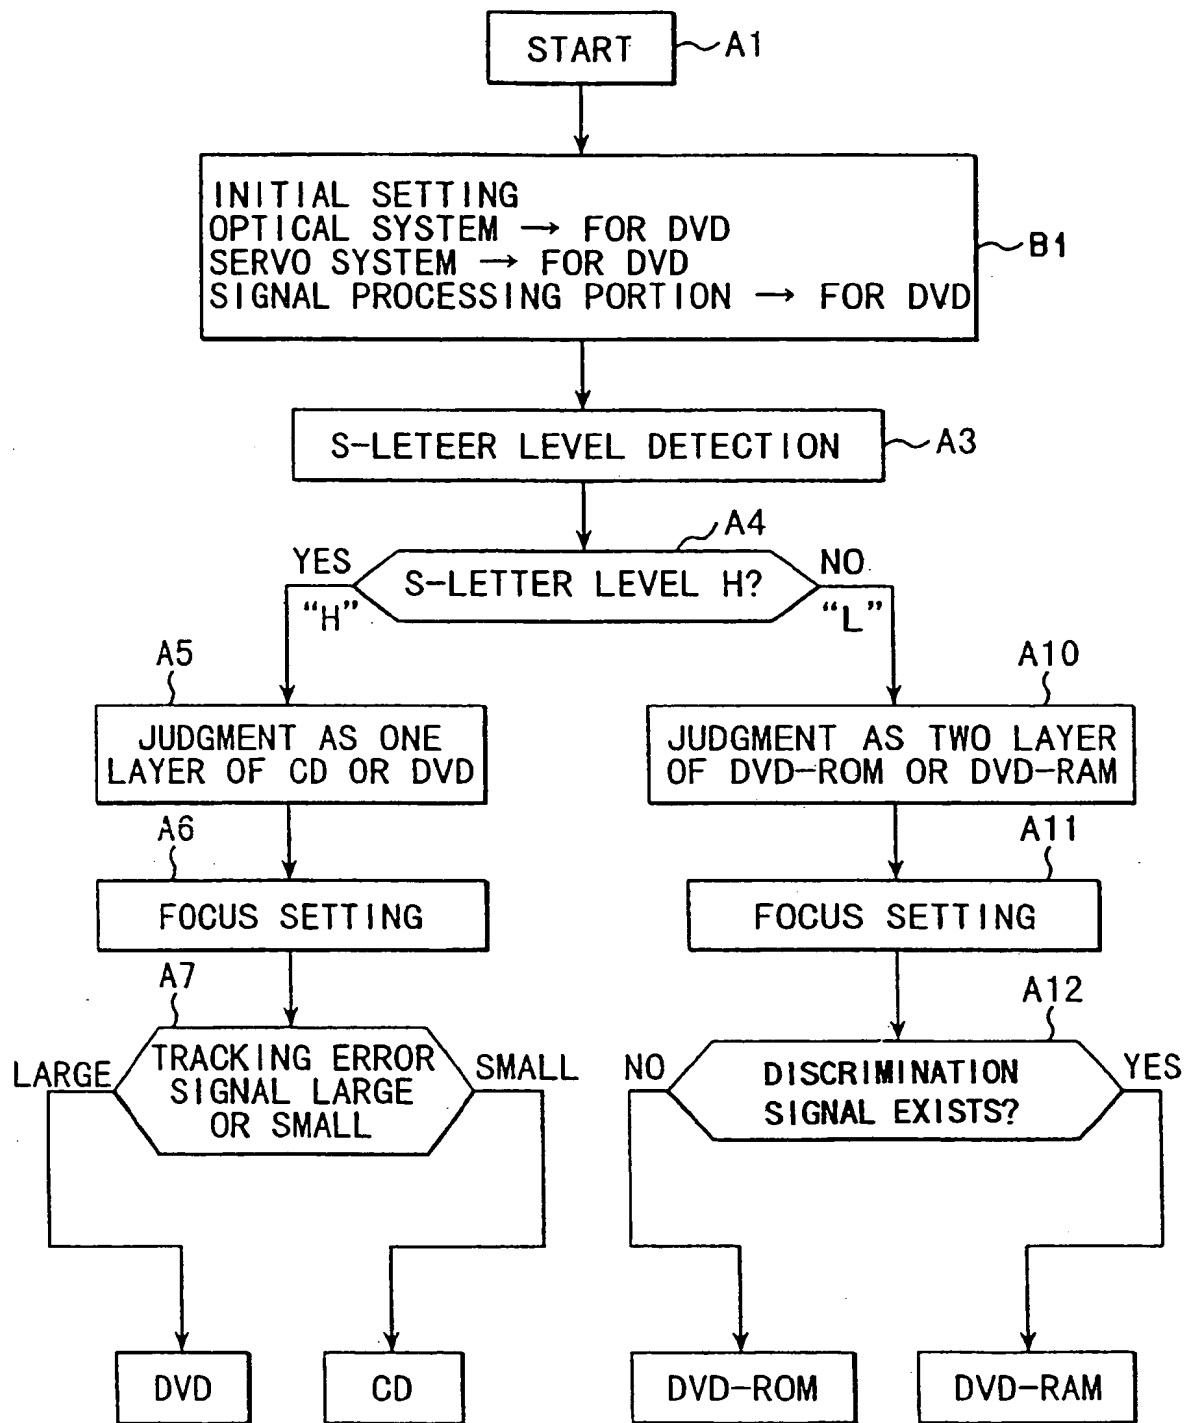 START
A1
INITIAL SETTING
OPTICAL SYSTEM → FOR DVD
SERVO SYSTEM → FOR DVD
SIGNAL PROCESSING PORTION → FOR DVD
B1
S-LETEER LEVEL DETECTION
A3
A4
S-LETTER LEVEL H?
YES
"H"
NO
"L"
A5
JUDGMENT AS ONE
LAYER OF CD OR DVD
A10
JUDGMENT AS TWO LAYER
OF DVD-ROM OR DVD-RAM
A6
FOCUS SETTING
A11
FOCUS SETTING
A7
TRACKING ERROR
SIGNAL LARGE
OR SMALL
LARGE
SMALL
A12
DISCRIMINATION
SIGNAL EXISTS?
NO
YES
DVD
CD
DVD-ROM
DVD-RAM